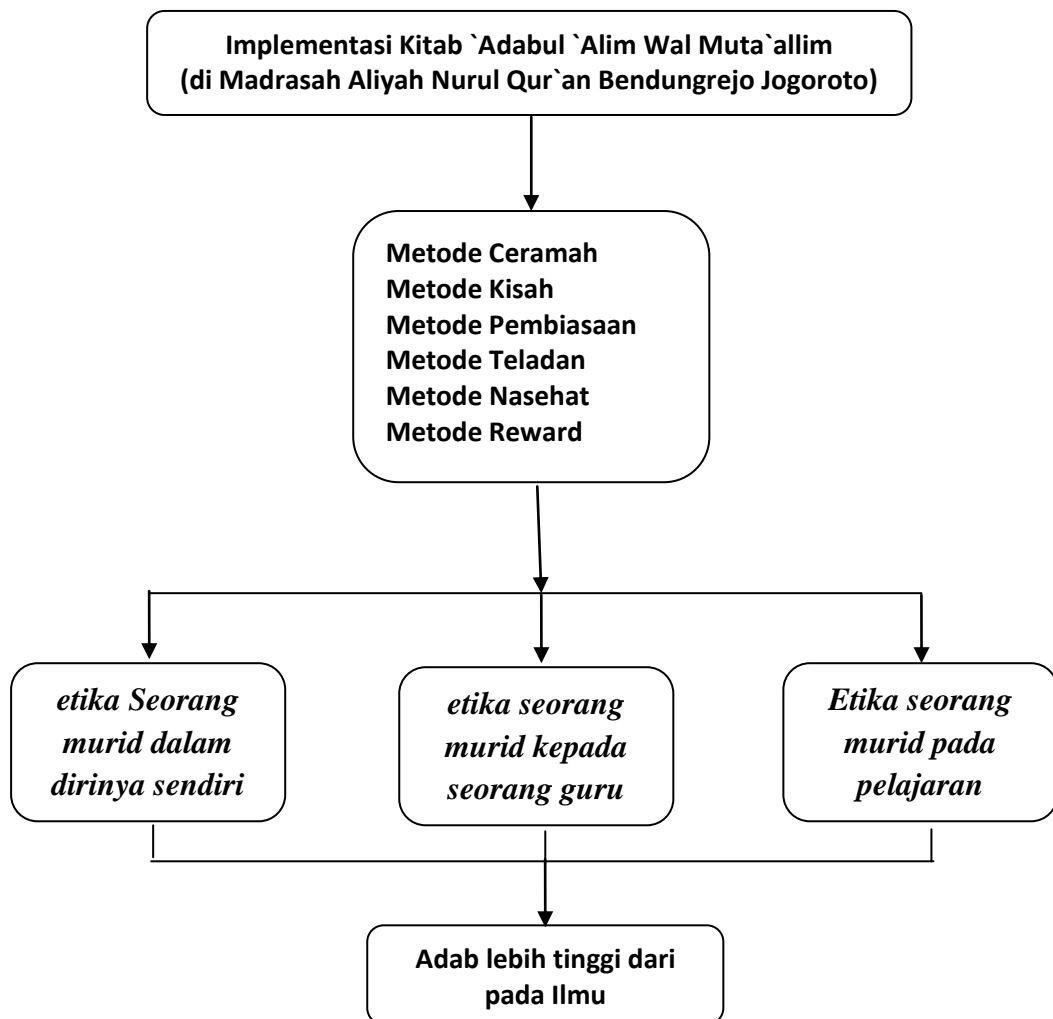 Implementasi Kitab `Adabul `Alim Wal Muta`allim
(di Madrasah Aliyah Nurul Qur`an Bendungrejo Jogoroto)
Metode Ceramah
Metode Kisah
Metode Pembiasaan
Metode Teladan
Metode Nasehat
Metode Reward
etika Seorang
murid dalam
dirinya sendiri
etika seorang
murid kepada
seorang guru
Etika seorang
murid pada
pelajaran
Adab lebih tinggi dari
pada Ilmu